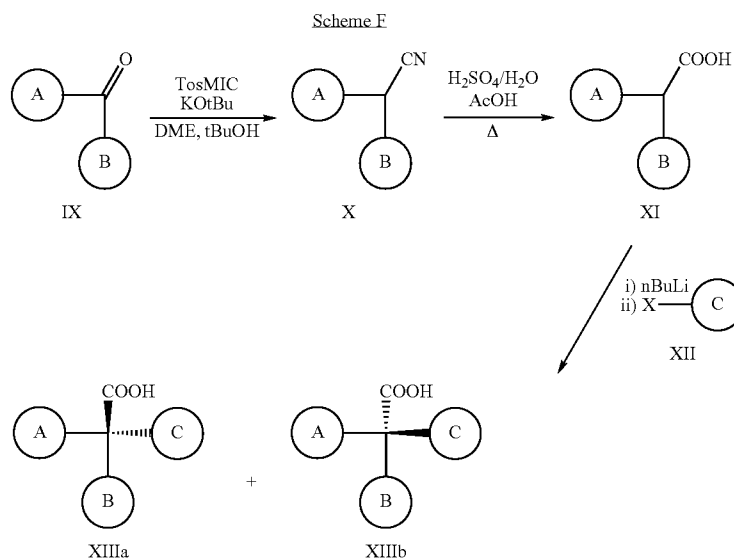 Scheme F
O
A
B
IX
TosMIC
KOtBu
DME, tBuOH
CN
A
B
X
H₂SO₄/H₂O
AcOH
Δ
COOH
A
B
XI
i) nBuLi
ii) X
C
XII
COOH
A
C
B
XIIIa
+
COOH
A
C
B
XIIIb